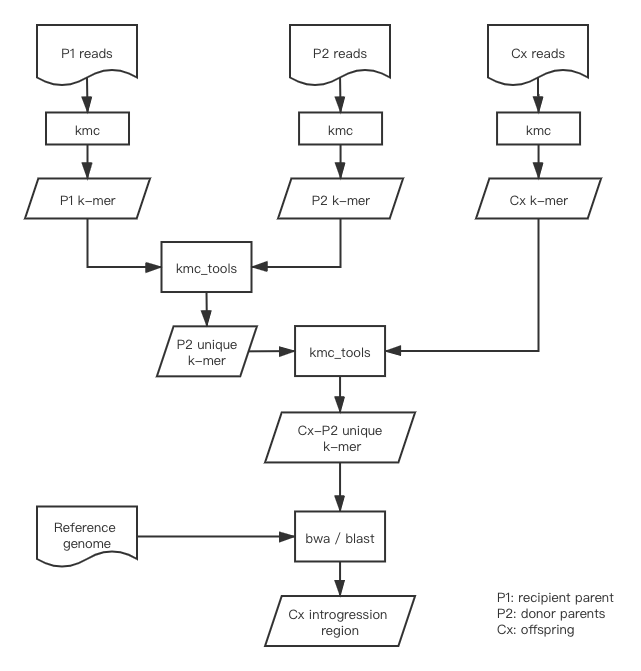 P1 reads
P2 reads
Cx reads
kmc
kmc
kmc
P1 k-mer
P2 k-mer
Cx k-mer
kmc_tools
P2 unique
k-mer
kmc_tools
Cx-P2 unique
k-mer
Reference
genome
bwa / blast
Cx introgression
region
P1: recipient parent
P2: donor parents
Cx: offspring